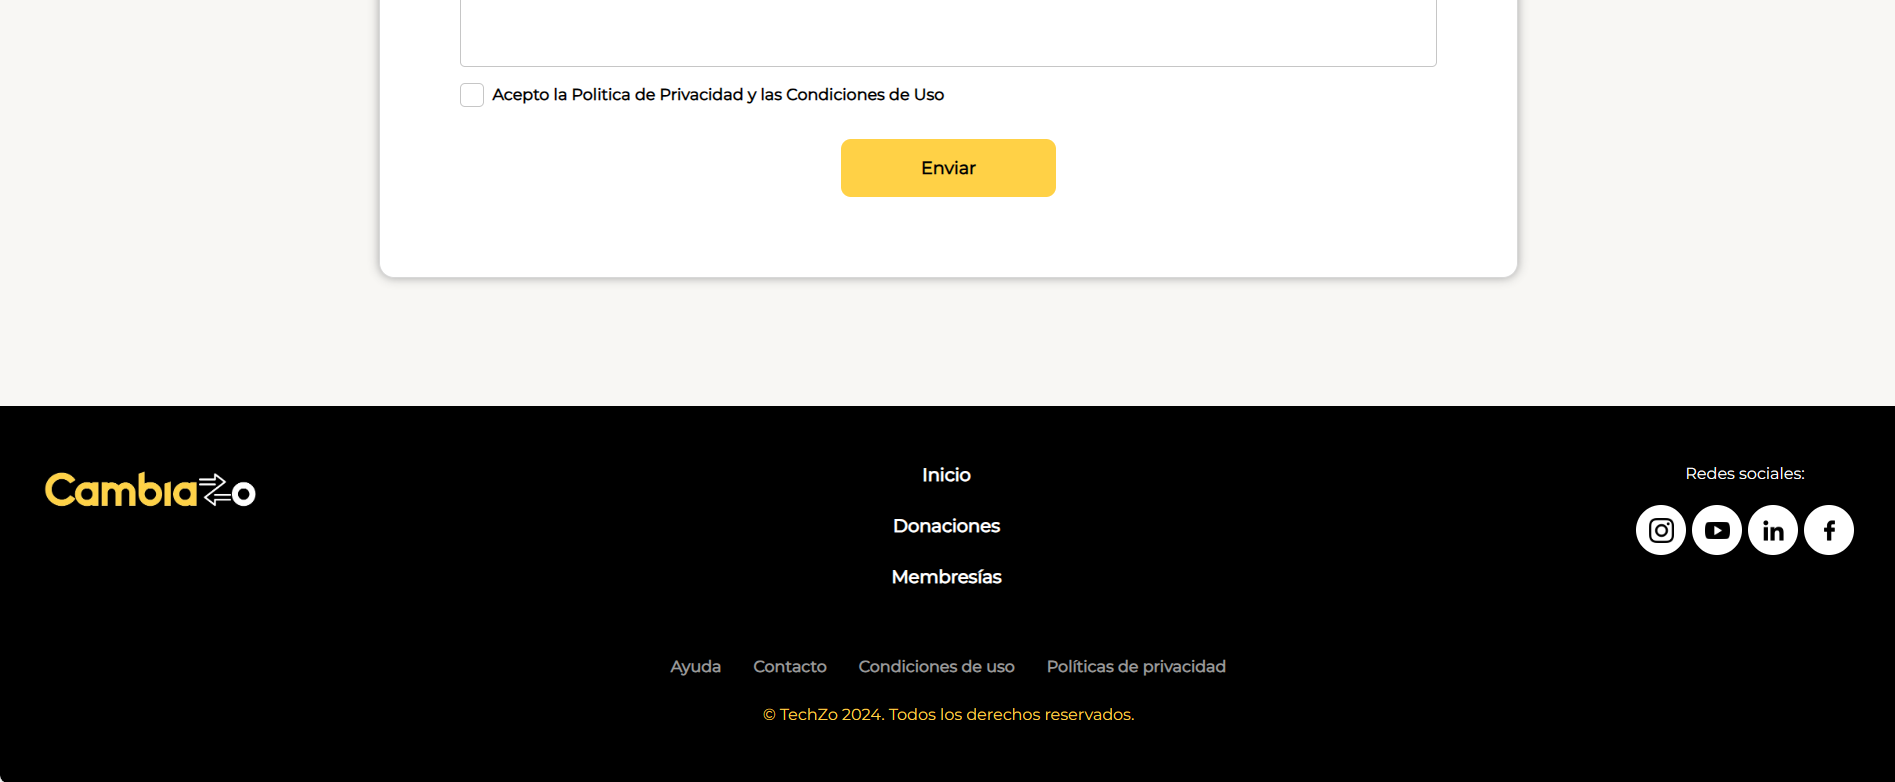 Acepto la Politica de Privacidad y las Condiciones de Uso
Enviar
Cambiazo
Inicio
Donaciones
Membresías
Redes sociales:
Ayuda Contacto Condiciones de uso Políticas de privacidad
© TechZo 2024. Todos los derechos reservados.